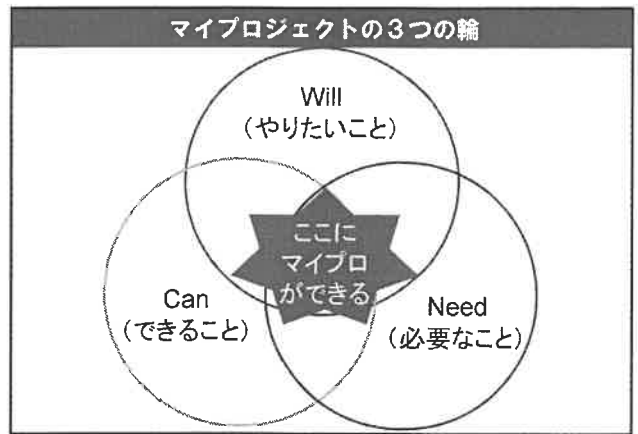 マイプロジェクトの3つの輪
Will
(やりたいこと)
ここに
マイプロ
ができる
Can
(できること)
Need
(必要なこと)